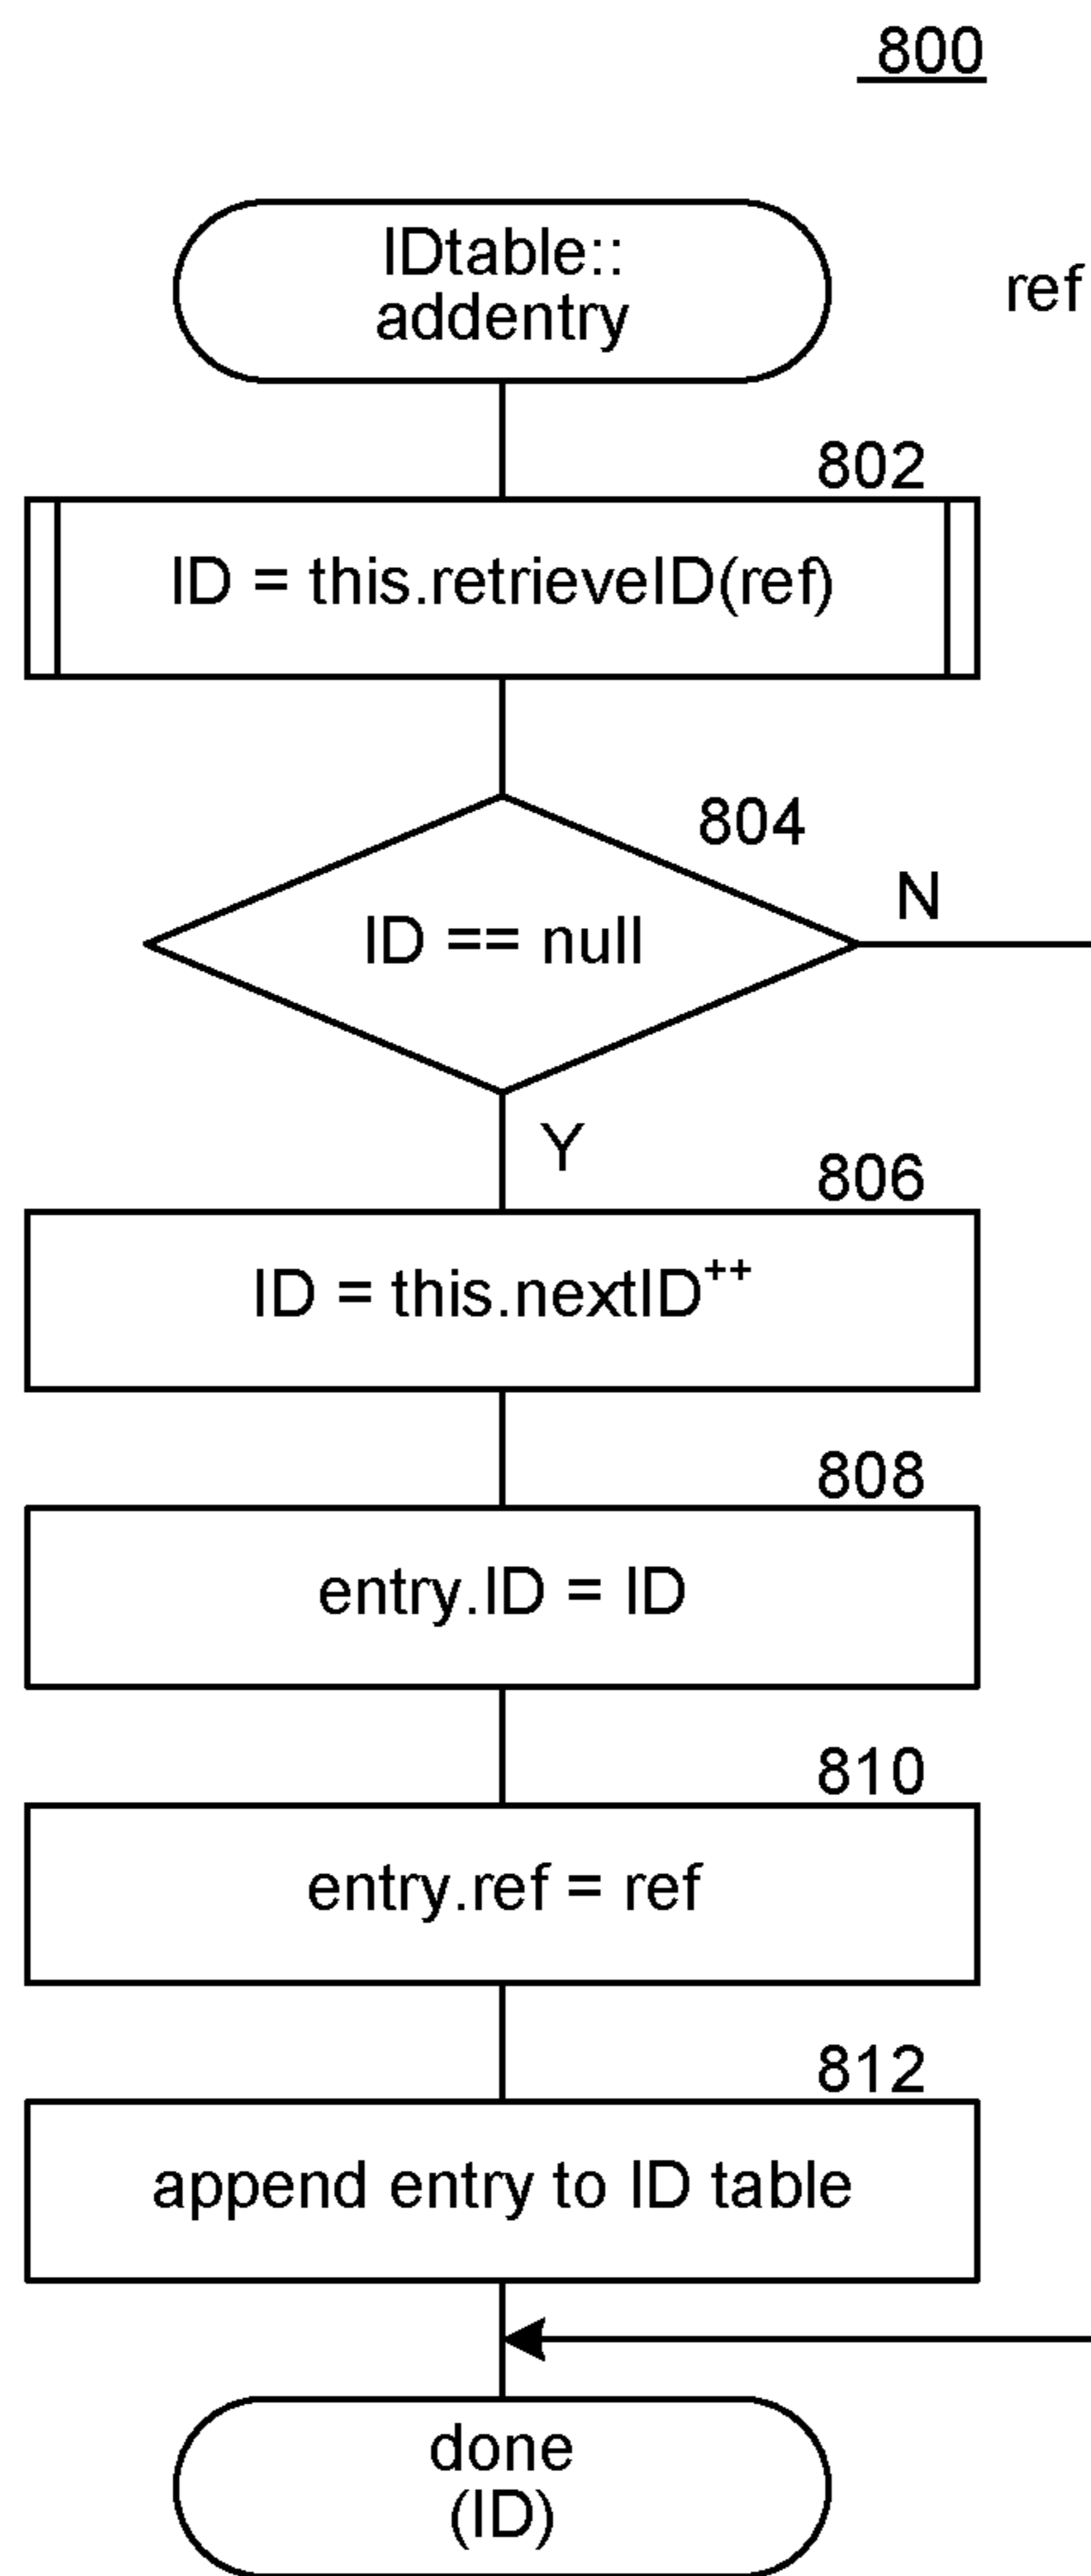 800
IDtable::
addentry
ref
802
ID = this.retrieveID(ref)
804
ID == null
N
Y
806
ID = this.nextID++
808
entry.ID = ID
810
entry.ref = ref
812
append entry to ID table
done
(ID)